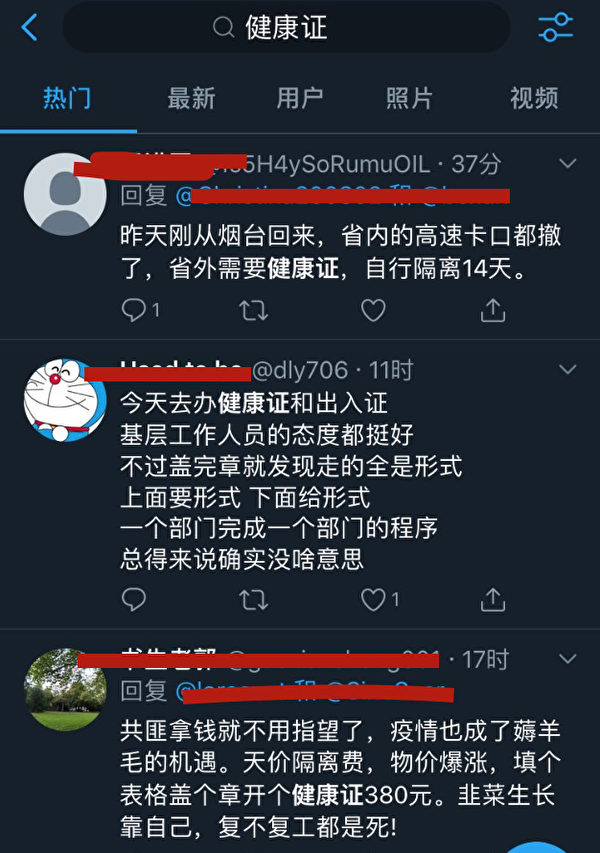 健康证
热门 最新 用户 照片 视频
5H4ySoRumuOIL · 37分
回复
昨天刚从烟台回来，省内的高速卡口都撤
了，省外需要健康证，自行隔离14天。
1
@dly706 · 11时
今天去办健康证和出入证
基层工作人员的态度都挺好
不过盖完章就发现走的全是形式
上面要形式 下面给形式
一个部门完成一个部门的程序
总得来说确实没啥意思
1
· 17时
回复
共匪拿钱就不用指望了，疫情也成了薅羊
毛的机遇。天价隔离费，物价爆涨，填个
表格盖个章开个健康证380元。韭菜生长
靠自己，复不复工都是死!